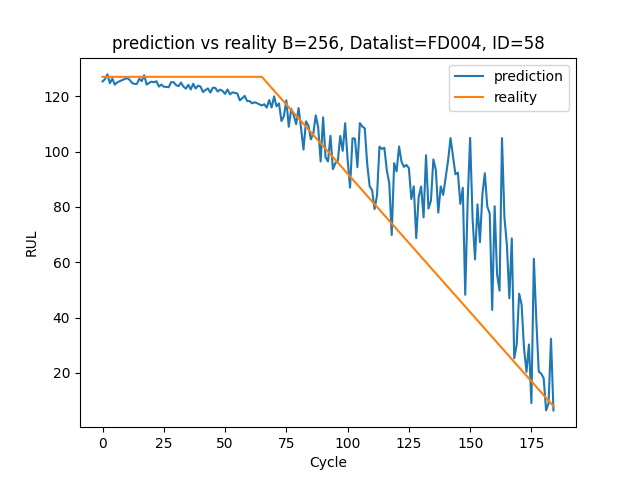 prediction vs reality B=256, Datalist=FD004, ID=58
prediction
reality
120
100
80
60
40
20
RUL
0 25 50 75 100 125 150 175
Cycle